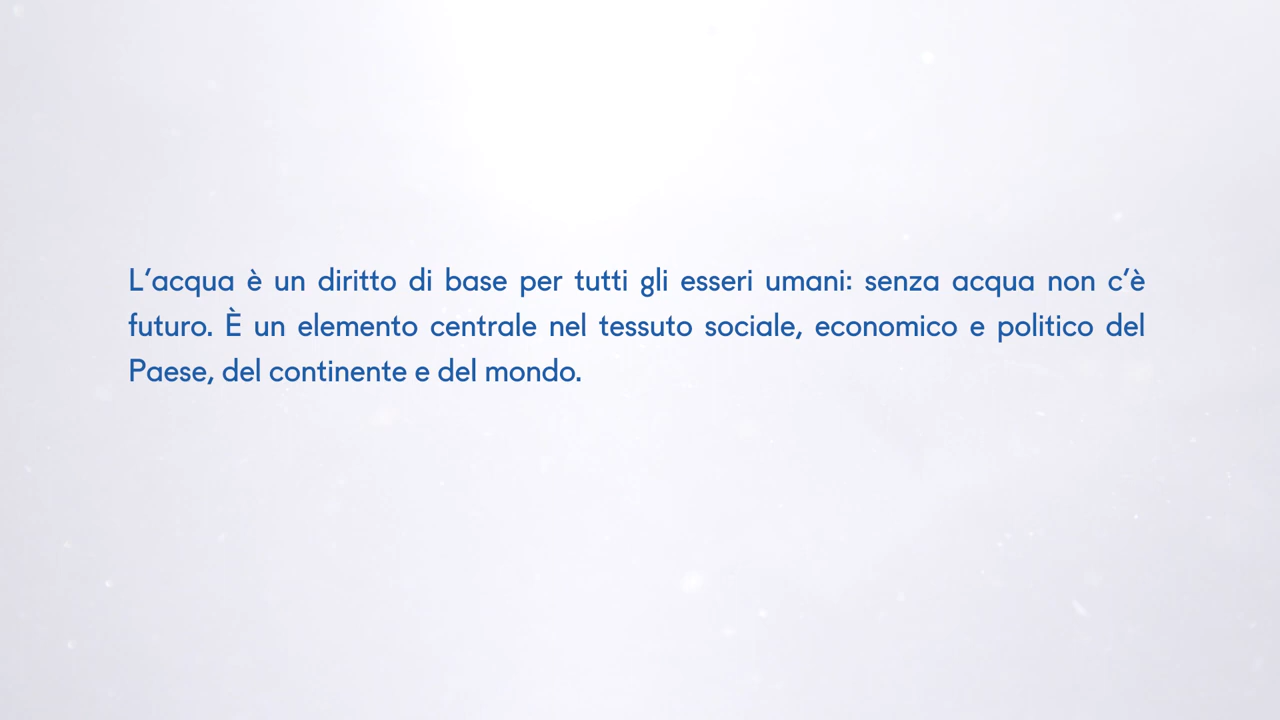 L’acqua è un diritto di base per tutti gli esseri umani: senza acqua non c’è
futuro. È un elemento centrale nel tessuto sociale, economico e politico del
Paese, del continente e del mondo.